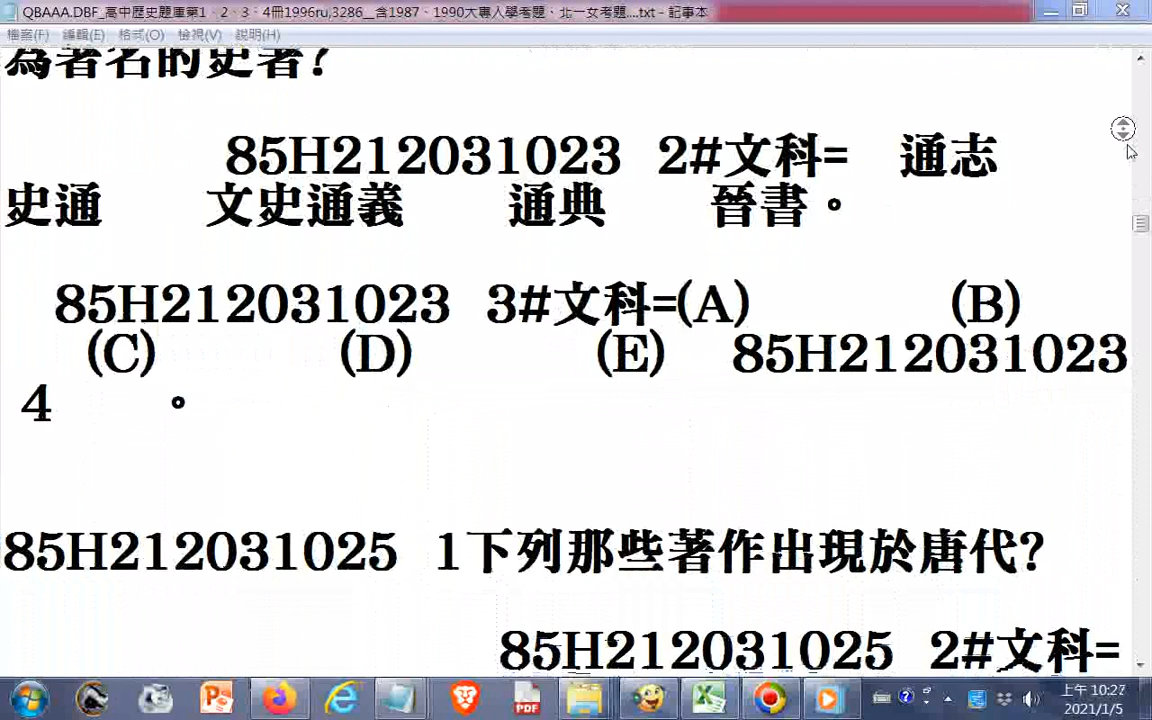 QBAAA.DBF_高中歷史題庫第1、2、3、4冊1996ru,3286__含1987、1990大專入學考題、北一女考題....txt - 記事本
檔案(F) 編輯(E) 格式(O) 檢視(V) 說明(H)
為著名的史著?
85H212031023 2#文科= 通志
史通 文史通義 通典 晉書。
85H212031023 3#文科=(A) (B)
(C) (D) (E) 85H212031023
4 。
85H212031025 1下列那些著作出現於唐代?
85H212031025 2#文科=
上午 10:27
2021/1/5